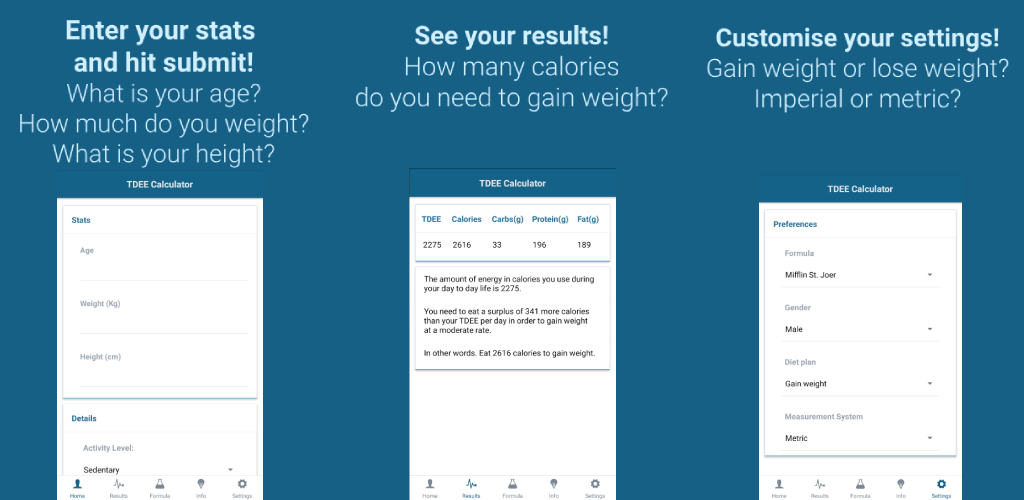 Enter your stats
and hit submit!
What is your age?
How much do you weight?
What is your height?
TDEE Calculator
Stats
Age
Weight (Kg)
Height (cm)
Details
Activity Level:
Sedentary
Home Results Formula Info Settings
See your results!
How many calories
do you need to gain weight?
TDEE Calculator
TDEE Calories Carbs(g) Protein(g) Fat(g)
2275 2616 33 196 189
The amount of energy in calories you use during
your day to day life is 2275.
You need to eat a surplus of 341 more calories
than your TDEE per day in order to gain weight
at a moderate rate.
In other words. Eat 2616 calories to gain weight.
Home Results Formula Info Settings
Customise your settings!
Gain weight or lose weight?
Imperial or metric?
TDEE Calculator
Preferences
Formula
Mifflin St. Joer
Gender
Male
Diet plan
Gain weight
Measurement System
Metric
Home Results Formula Info Settings